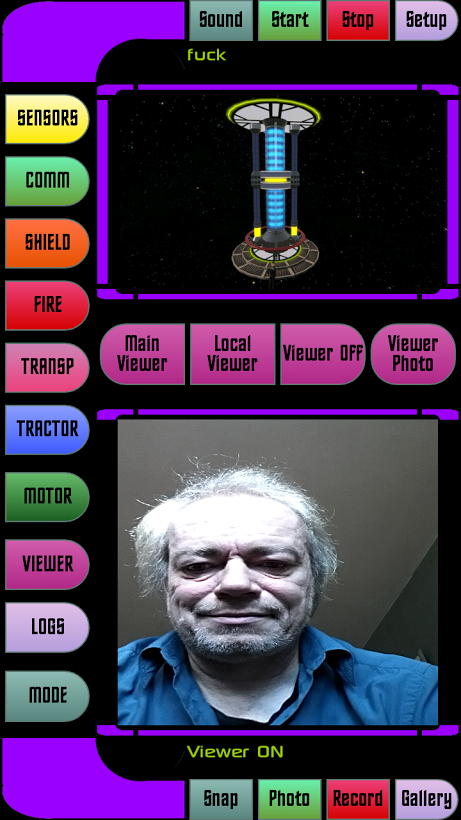 Sound Start Stop Setup
fuck
SENSORS
COMM
SHIELD
FIRE
Main Viewer
Local Viewer
Viewer Off
Viewer Photo
TRANSP
TRACTOR
MOTOR
VIEWER
LOGS
MODE
Viewer ON
Snap Photo Record Gallery